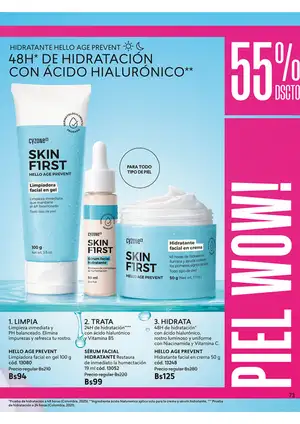 HIDRATANTE HELLO AGE PREVENT
48H* DE HIDRATACIÓN
CON ÁCIDO HIALURÓNICO**
55%
DSCTO
PIEL WOW!
cyzone
SKIN
FIRST
HELLO AGE PREVENT
Limpiadora
facial en gel
100 g
cyzone
SKIN
FIRST
cyzone
Hidratante
facial en crema
SKIN
FIRST
HELLO AGE PREVENT
50 g
PARA TODO
TIPO DE PIEL
1. LIMPIA
Limpieza inmediata y
PH balanceado. Elimina
impurezas y refresca tu rostro.
HELLO AGE PREVENT
Limpiadora facial en gel 100 g
cód. 13080
Precio regular Bs210
Bs94
2. TRATA
24H de hidratación***
con ácido hialurónico
y Vitamina B5
SÉRUM FACIAL
HIDRATANTE Restaura
de inmediato la humectación
19 ml cód. 13052
Precio regular Bs220
Bs99
3. HIDRATA
48H de hidratación*
con ácido hialurónico,
rostro luminoso y uniforme
con Niacinamida y Vitamina C.
HELLO AGE PREVENT
Hidratante facial en crema 50 g
Precio regular Bs280
Bs125
73